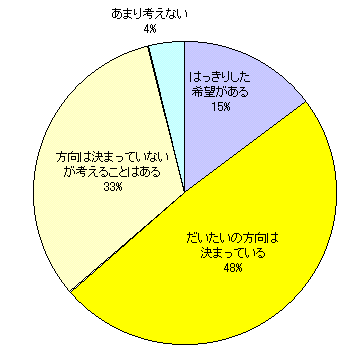 あまり考えない
4%
はっきりした
希望がある
15%
方向は決まっていない
が考えることはある
33%
だいたいの方向は
決まっている
48%